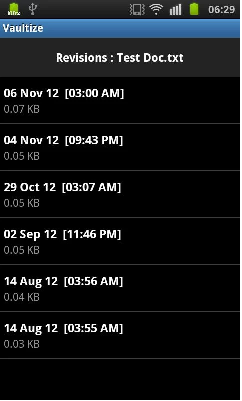 06:29
Vaultize
Revisions : Test Doc.txt
06 Nov 12 [03:00 AM]
0.07 KB
04 Nov 12 [09:43 PM]
0.05 KB
29 Oct 12 [03:07 AM]
0.05 KB
02 Sep 12 [11:46 PM]
0.05 KB
14 Aug 12 [03:56 AM]
0.04 KB
14 Aug 12 [03:55 AM]
0.03 KB